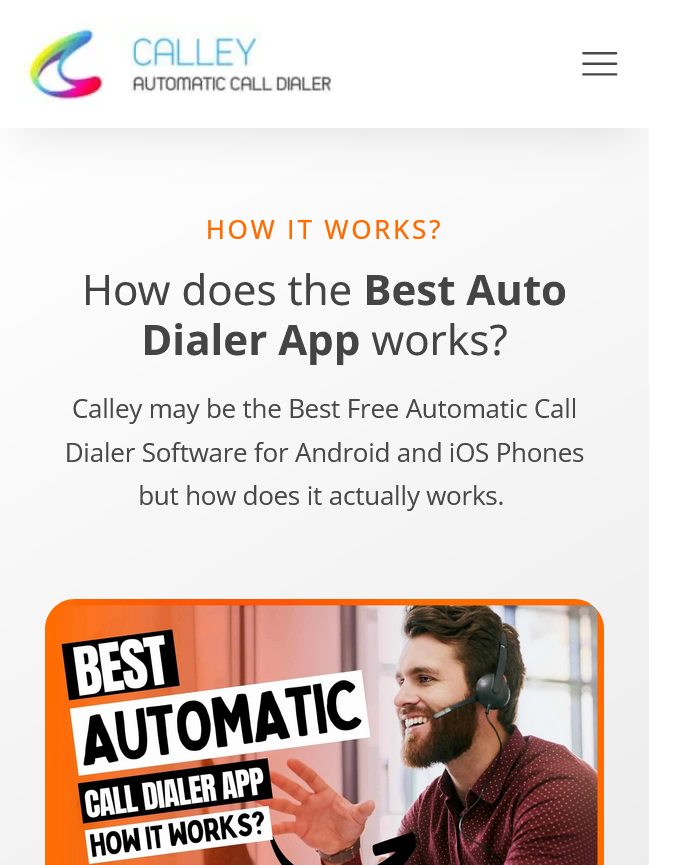 CALLEY
AUTOMATIC CALL DIALER
HOW IT WORKS?
How does the Best Auto
Dialer App works?
Calley may be the Best Free Automatic Call
Dialer Software for Android and iOS Phones
but how does it actually works.
BEST
AUTOMATIC
CALL DIALER APP
HOW IT WORKS?